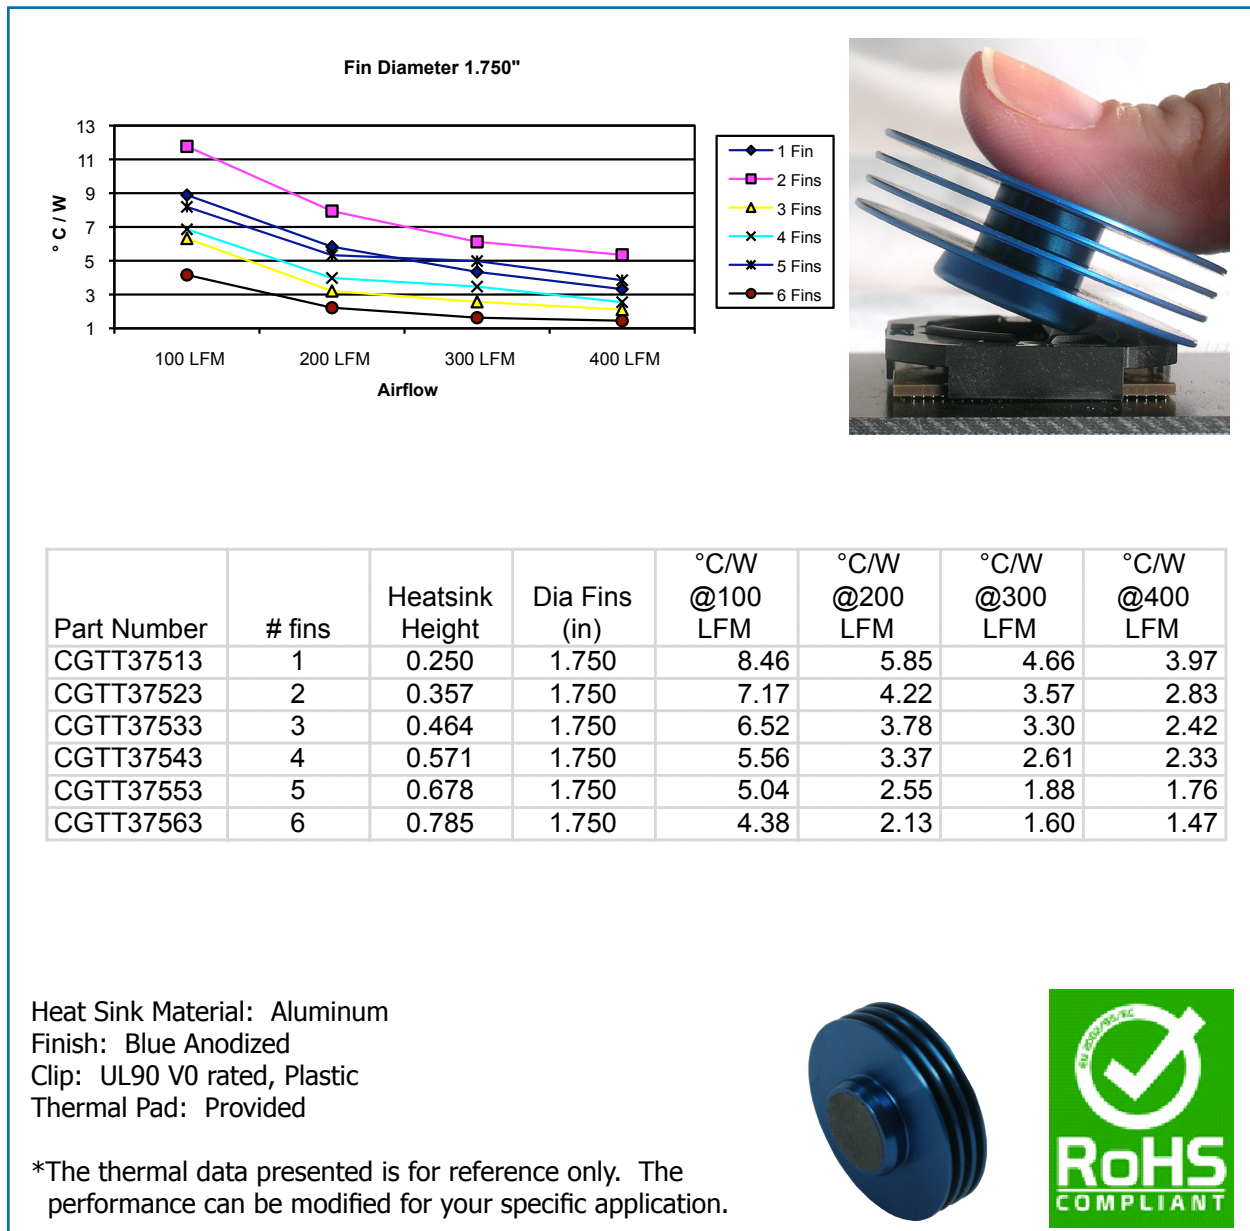 Fin Diameter 1.750"
° C / W
13
11
9
7
5
3
1
100 LFM 200 LFM 300 LFM 400 LFM
Airflow
1 Fin
2 Fins
3 Fins
4 Fins
5 Fins
6 Fins
Part Number # fins Heatsink Height Dia Fins (in) °C/W @100 LFM °C/W @200 LFM °C/W @300 LFM °C/W @400 LFM
CGTT37513 1 0.250 1.750 8.46 5.85 4.66 3.97
CGTT37523 2 0.357 1.750 7.17 4.22 3.57 2.83
CGTT37533 3 0.464 1.750 6.52 3.78 3.30 2.42
CGTT37543 4 0.571 1.750 5.56 3.37 2.61 2.33
CGTT37553 5 0.678 1.750 5.04 2.55 1.88 1.76
CGTT37563 6 0.785 1.750 4.38 2.13 1.60 1.47
Heat Sink Material: Aluminum
Finish: Blue Anodized
Clip: UL90 V0 rated, Plastic
Thermal Pad: Provided
*The thermal data presented is for reference only. The
performance can be modified for your specific application.
EU 2002/95/EC
RoHS
COMPLIANT